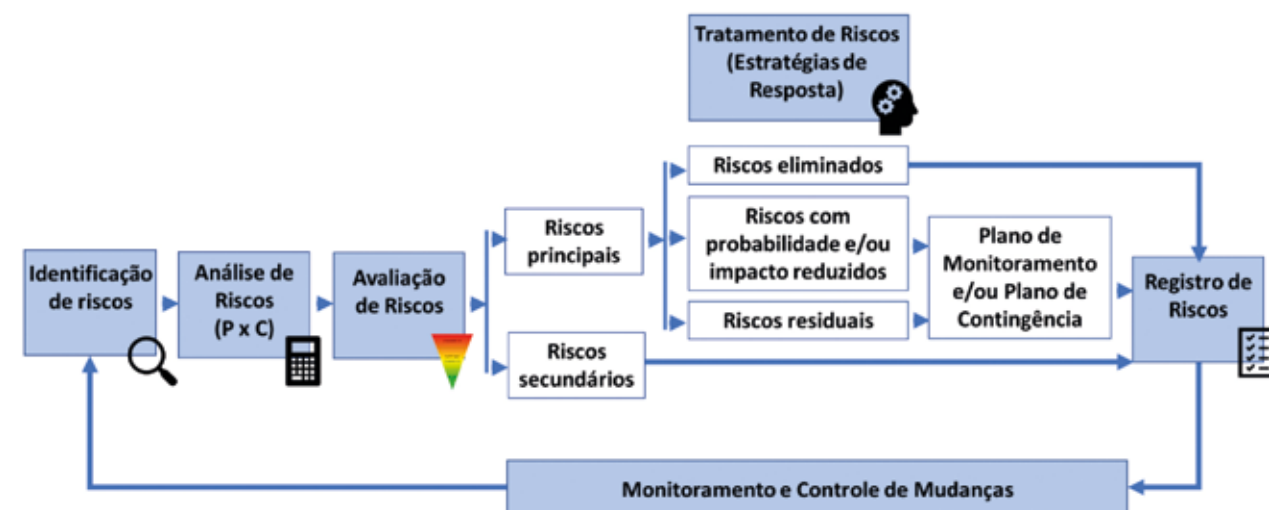 Tratamento de Riscos
(Estratégias de
Resposta)
Riscos eliminados
Riscos
principais
Riscos com
probabilidade e/ou
impacto reduzidos
Plano de
Monitoramento
e/ou Plano de
Contingência
Identificação
de riscos
Análise de
Riscos
(P x C)
Avaliação
de Riscos
Registro de
Riscos
Riscos residuais
Riscos
secundários
Monitoramento e Controle de Mudanças